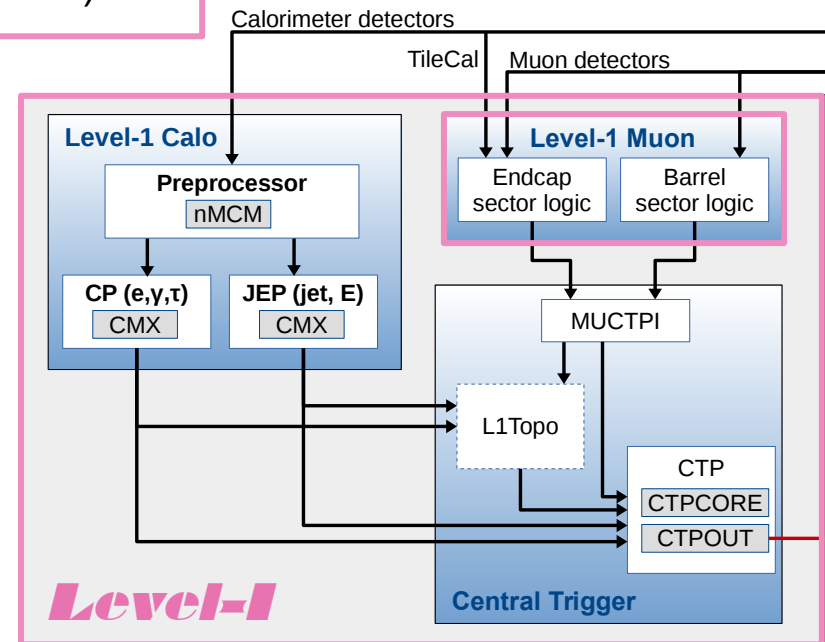 )
Calorimeter detectors
TileCal
Muon detectors
Level-1 Calo
Preprocessor
nMCM
CP (e,γ,τ)
CMX
JEP (jet, E)
CMX
Level-1 Muon
Endcap
sector logic
Barrel
sector logic
MUCTPI
L1Topo
CTP
CTPCORE
CTPOUT
Central Trigger
Level-1